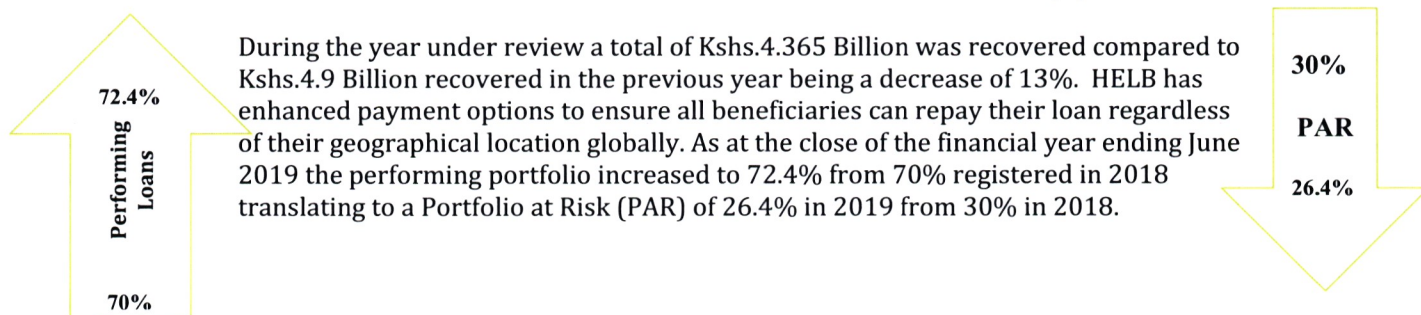 72.4%
Performing
Loans
70%
During the year under review a total of Kshs.4.365 Billion was recovered compared to
Kshs.4.9 Billion recovered in the previous year being a decrease of 13%. HELB has
enhanced payment options to ensure all beneficiaries can repay their loan regardless
of their geographical location globally. As at the close of the financial year ending June
2019 the performing portfolio increased to 72.4% from 70% registered in 2018
translating to a Portfolio at Risk (PAR) of 26.4% in 2019 from 30% in 2018.
30%
PAR
26.4%